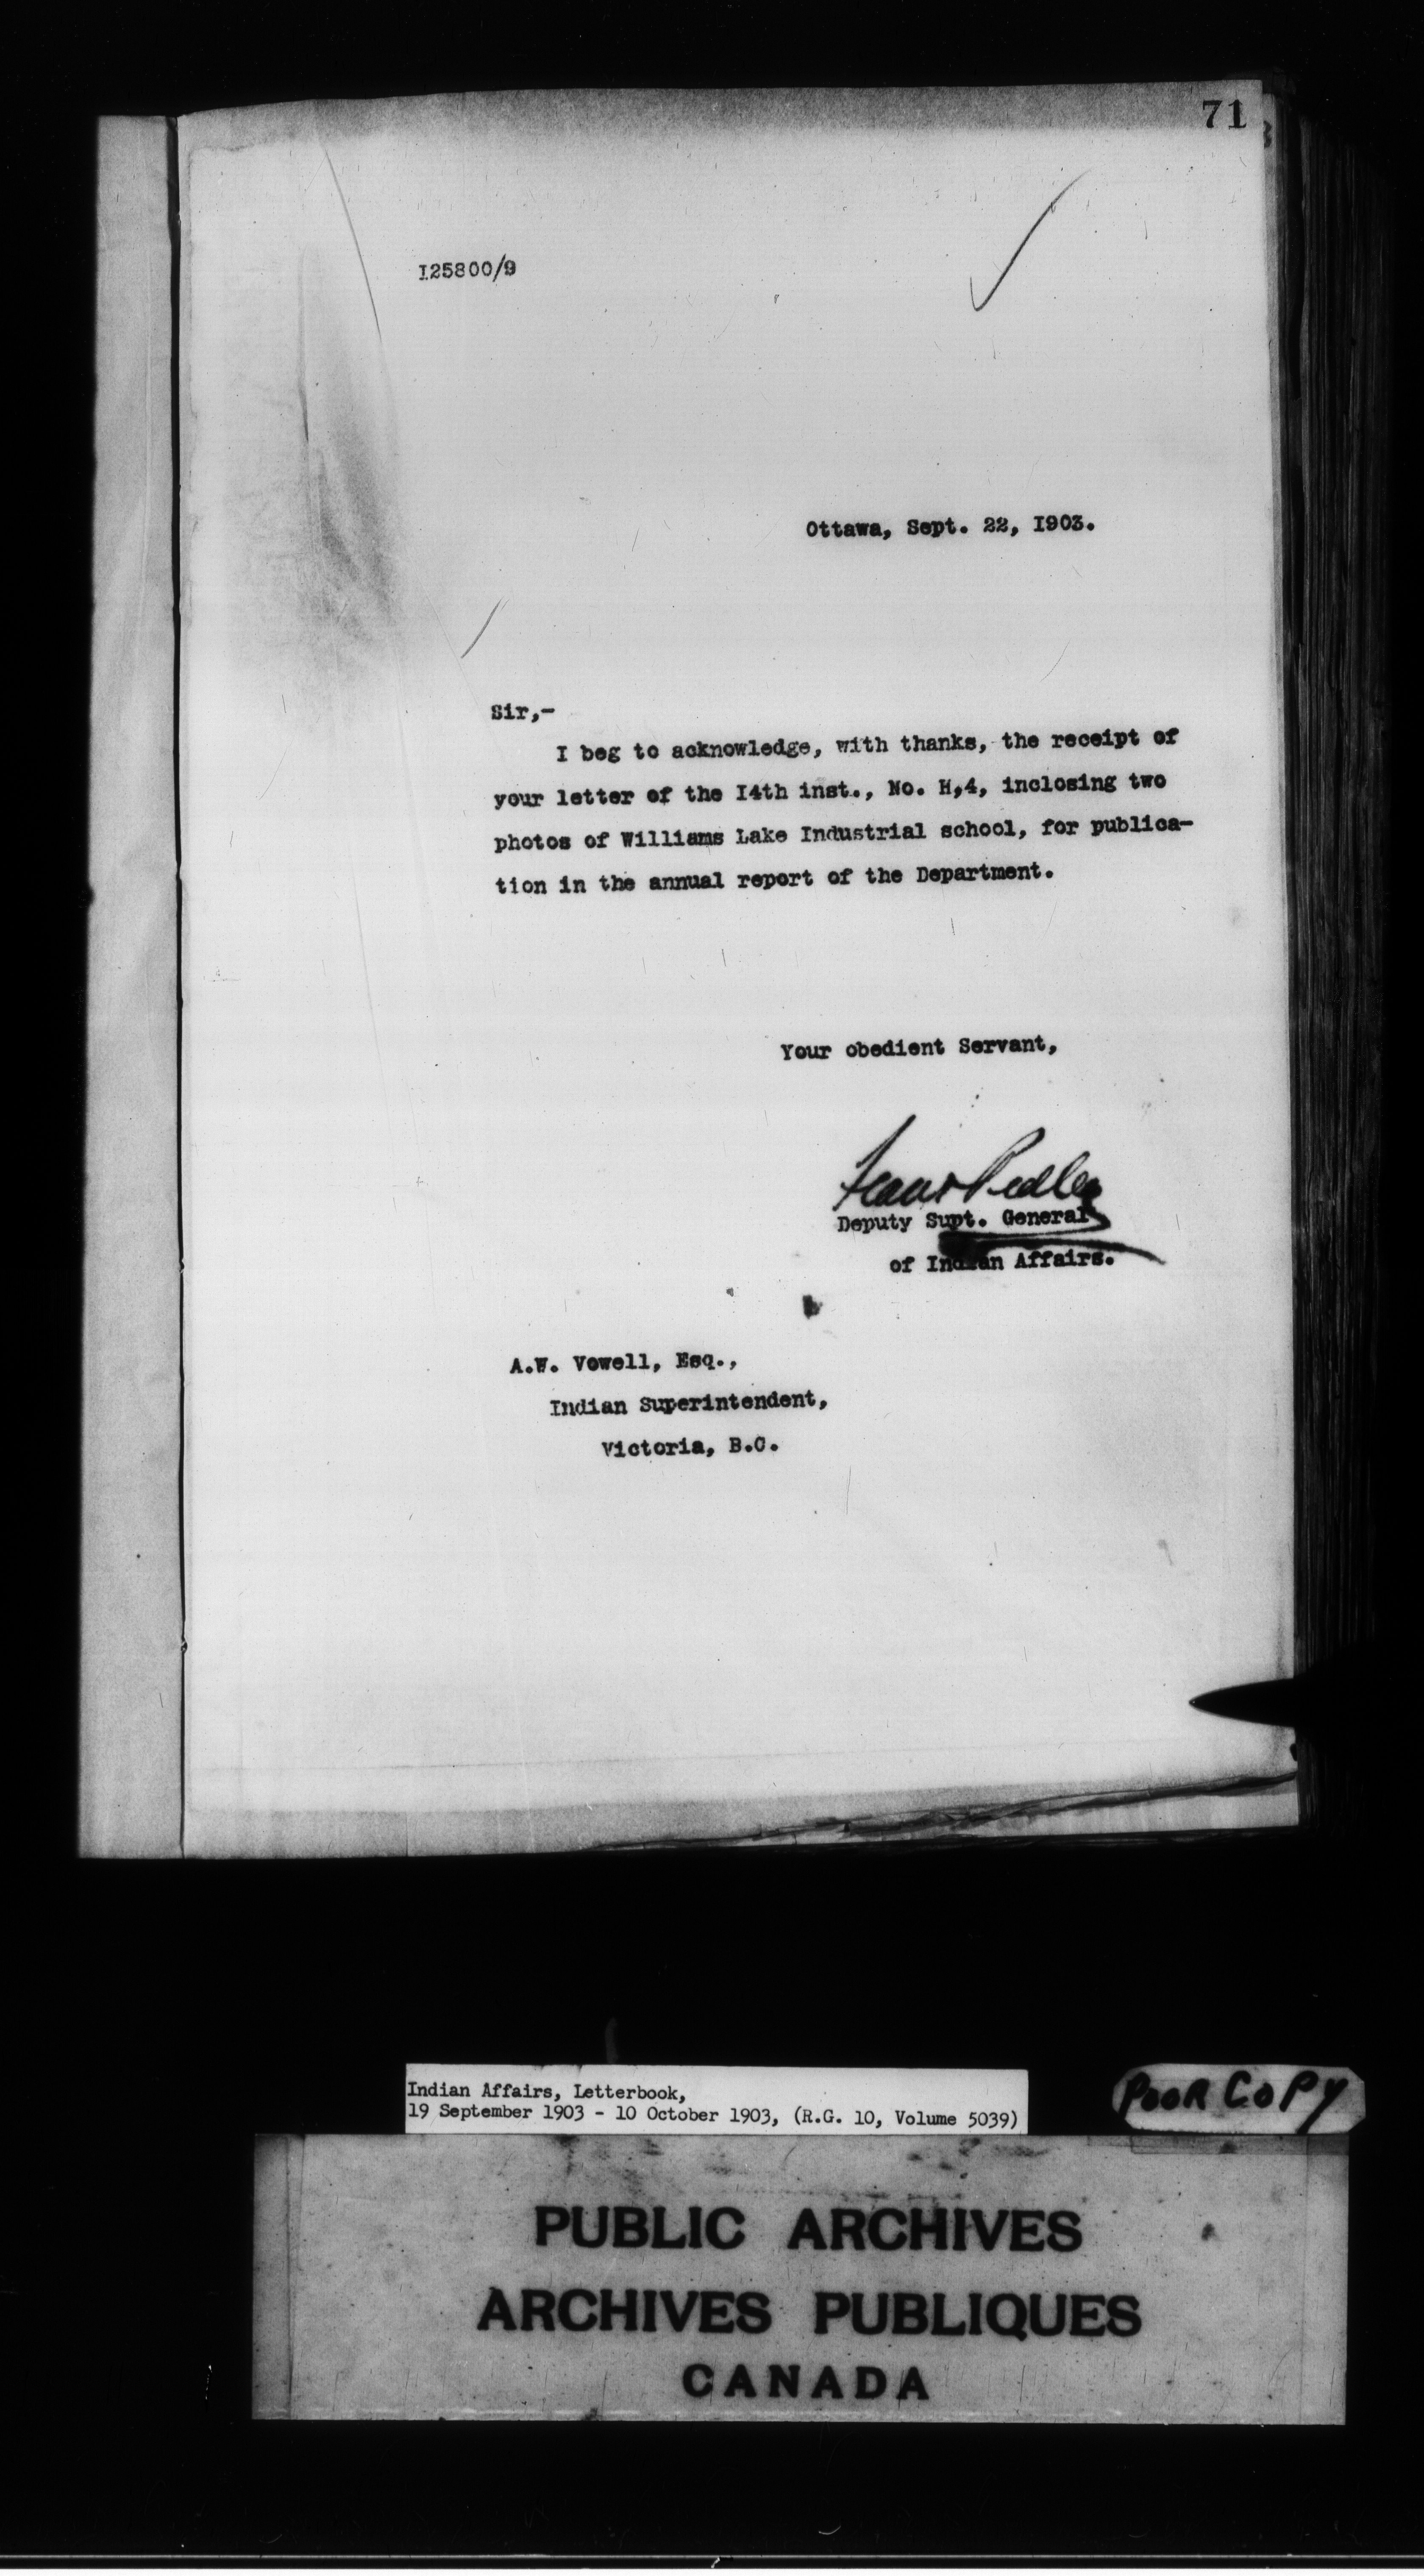 71
125800/9
Ottawa, Sept. 22, 1903.
Sir,-
I beg to acknowledge, with thanks, the receipt of
your letter of the 14th inst., No. H,4, inclosing two
photos of Williams Lake Industrial school, for publica-
tion in the annual report of the Department.
Your obedient Servant,
Frank Pedley
Deputy Supt. General
of Indian Affairs.
A.W. Vowell, Esq.,
Indian Superintendent,
Victoria, B.C.
Indian Affairs, Letterbook,
19 September 1903 - 10 October 1903, (R.G. 10, Volume 5039)
POOR COPY
PUBLIC ARCHIVES
ARCHIVES PUBLIQUES
CANADA